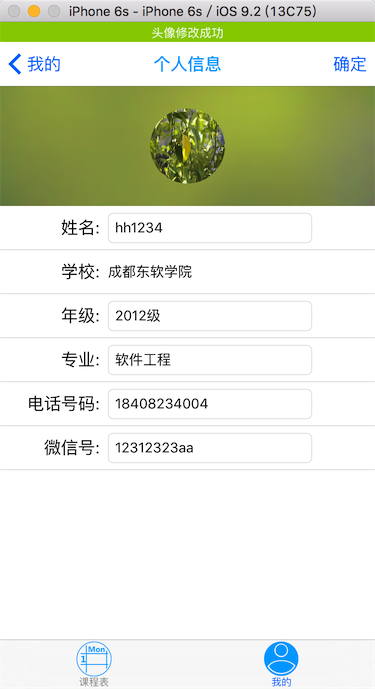 iPhone 6s - iPhone 6s / iOS 9.2 (13C75)
头像修改成功
我的 个人信息 确定
姓名: hh1234
学校: 成都东软学院
年级: 2012级
专业: 软件工程
电话号码: 18408234004
微信号: 12312323aa
Mon.
1
课程表 我的